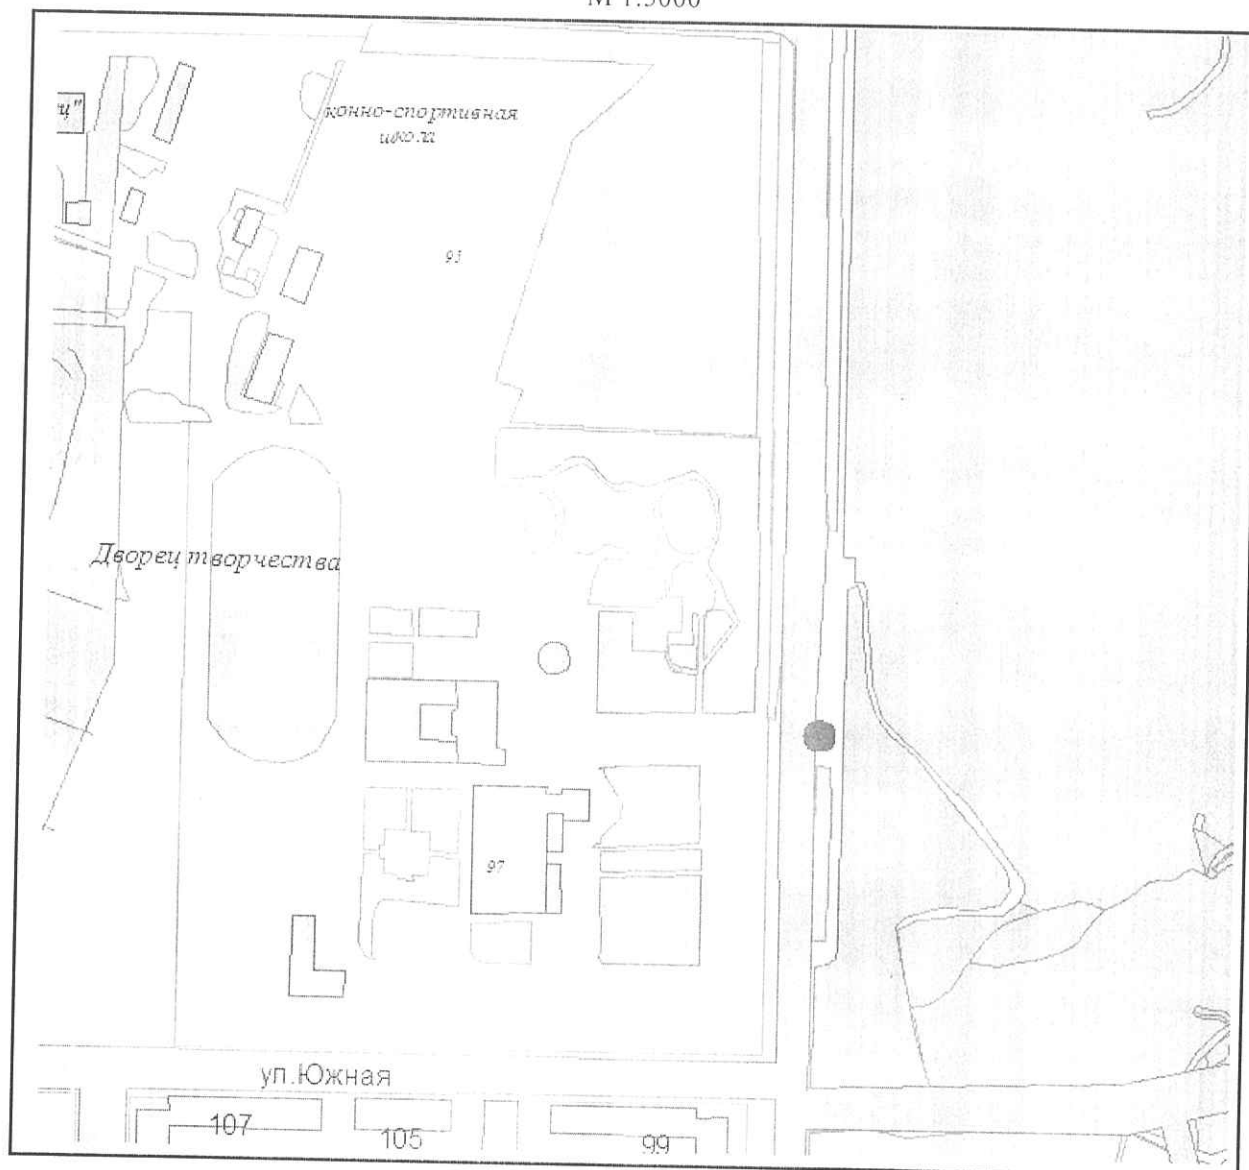 М 1:5000
ц"
конно-спортивная
школа
93
Дворец творчества
97
ул.Южная
107
105
99